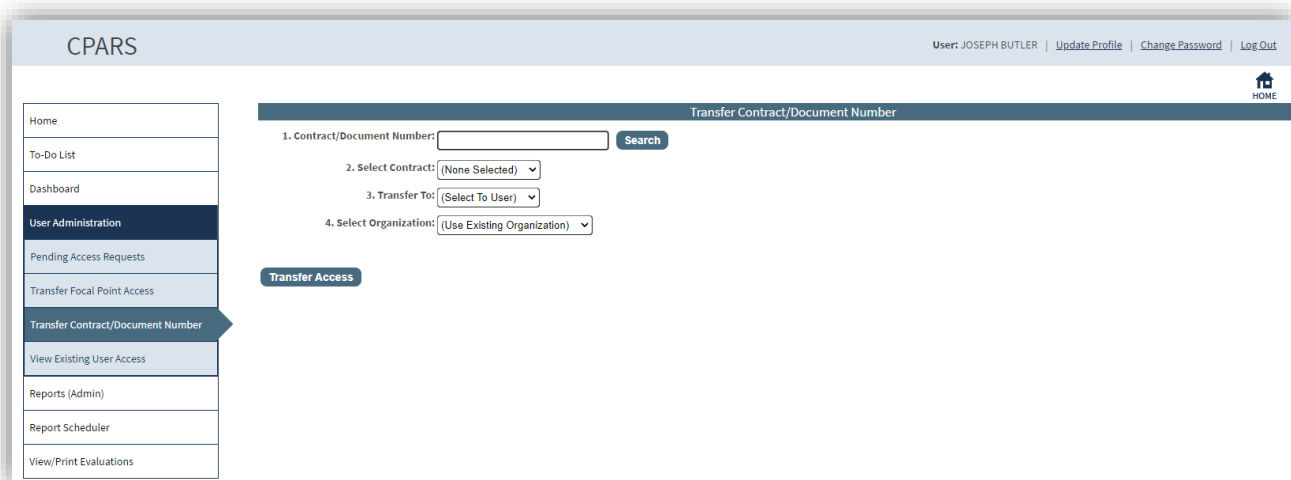 CPARS
User: JOSEPH BUTLER | Update Profile | Change Password | Log Out
HOME
Home
To-Do List
Dashboard
User Administration
Pending Access Requests
Transfer Focal Point Access
Transfer Contract/Document Number
View Existing User Access
Reports (Admin)
Report Scheduler
View/Print Evaluations
Transfer Contract/Document Number
1. Contract/Document Number: Search
2. Select Contract: (None Selected)
3. Transfer To: (Select To User)
4. Select Organization: (Use Existing Organization)
Transfer Access